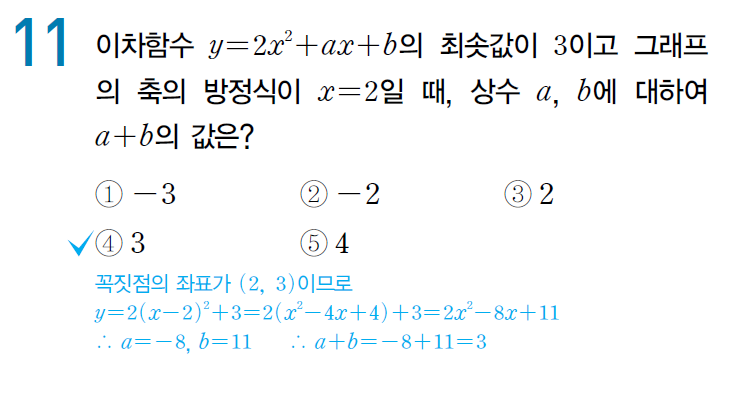 11
이차함수 y=2x²+ax+b의 최솟값이 3이고 그래프
의 축의 방정식이 x=2일 때, 상수 a, b에 대하여
a+b의 값은?
① -3 ② -2 ③ 2
④ 3 ⑤ 4
꼭짓점의 좌표가 (2, 3)이므로
y=2(x-2)²+3=2(x²-4x+4)+3=2x²-8x+11
∴ a=-8, b=11 ∴ a+b=-8+11=3